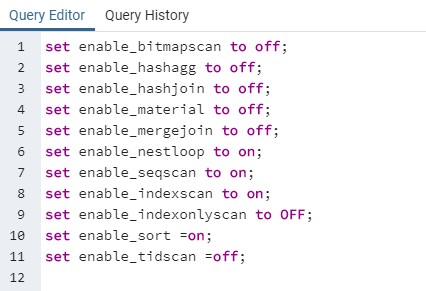 Query Editor Query History
1 set enable_bitmapscan to off;
2 set enable_hashagg to off;
3 set enable_hashjoin to off;
4 set enable_material to off;
5 set enable_mergejoin to off;
6 set enable_nestloop to on;
7 set enable_seqscan to on;
8 set enable_indexscan to on;
9 set enable_indexonlyscan to OFF;
10 set enable_sort =on;
11 set enable_tidscan =off;
12